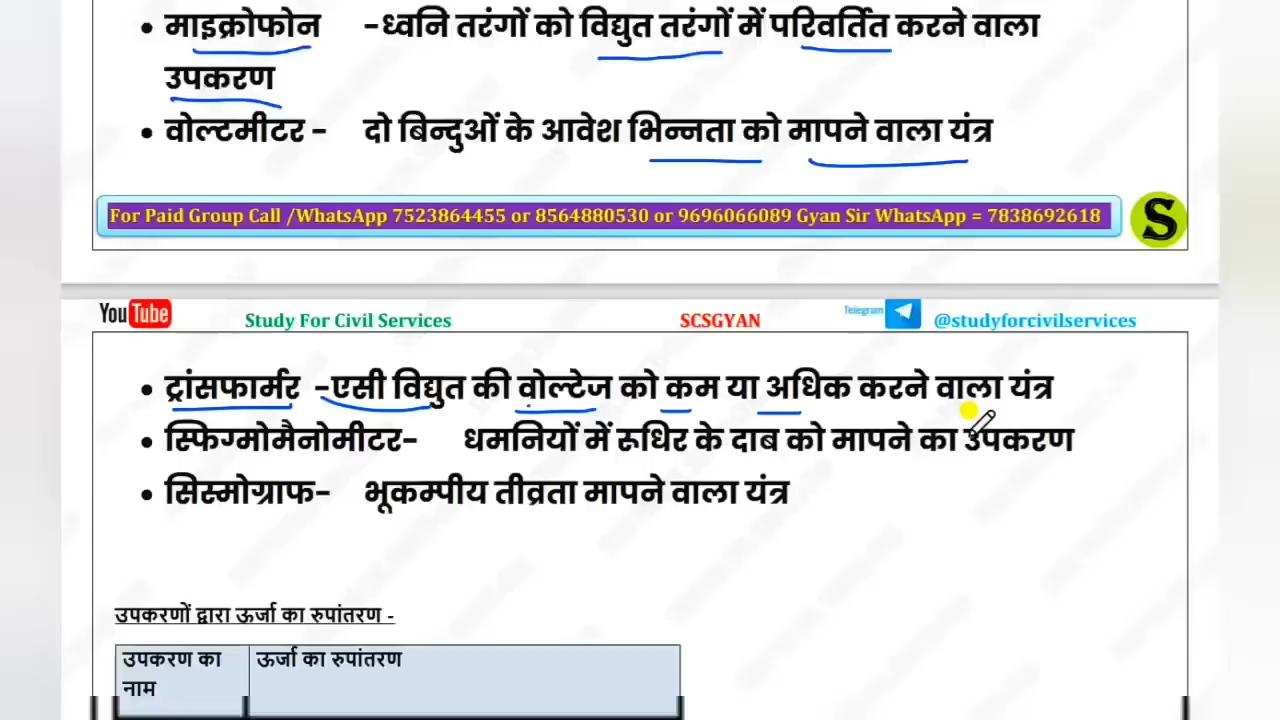 • माइक्रोफोन -ध्वनि तरंगों को विद्युत तरंगों में परिवर्तित करने वाला
उपकरण
• वोल्टमीटर - दो बिन्दुओं के आवेश भिन्नता को मापने वाला यंत्र
For Paid Group Call /WhatsApp 7523864455 or 8564880530 or 9696066089 Gyan Sir WhatsApp = 7838692618
S
YouTube Study For Civil Services SCSGYAN Telegram @studyforcivilservices
• ट्रांसफार्मर -एसी विद्युत की वोल्टेज को कम या अधिक करने वाला यंत्र
• स्फिग्मोमैनोमीटर- धमनियों में रूधिर के दाब को मापने का उपकरण
• सिस्मोग्राफ- भूकम्पीय तीव्रता मापने वाला यंत्र
उपकरणों द्वारा ऊर्जा का रुपांतरण -
उपकरण का ऊर्जा का रुपांतरण
नाम